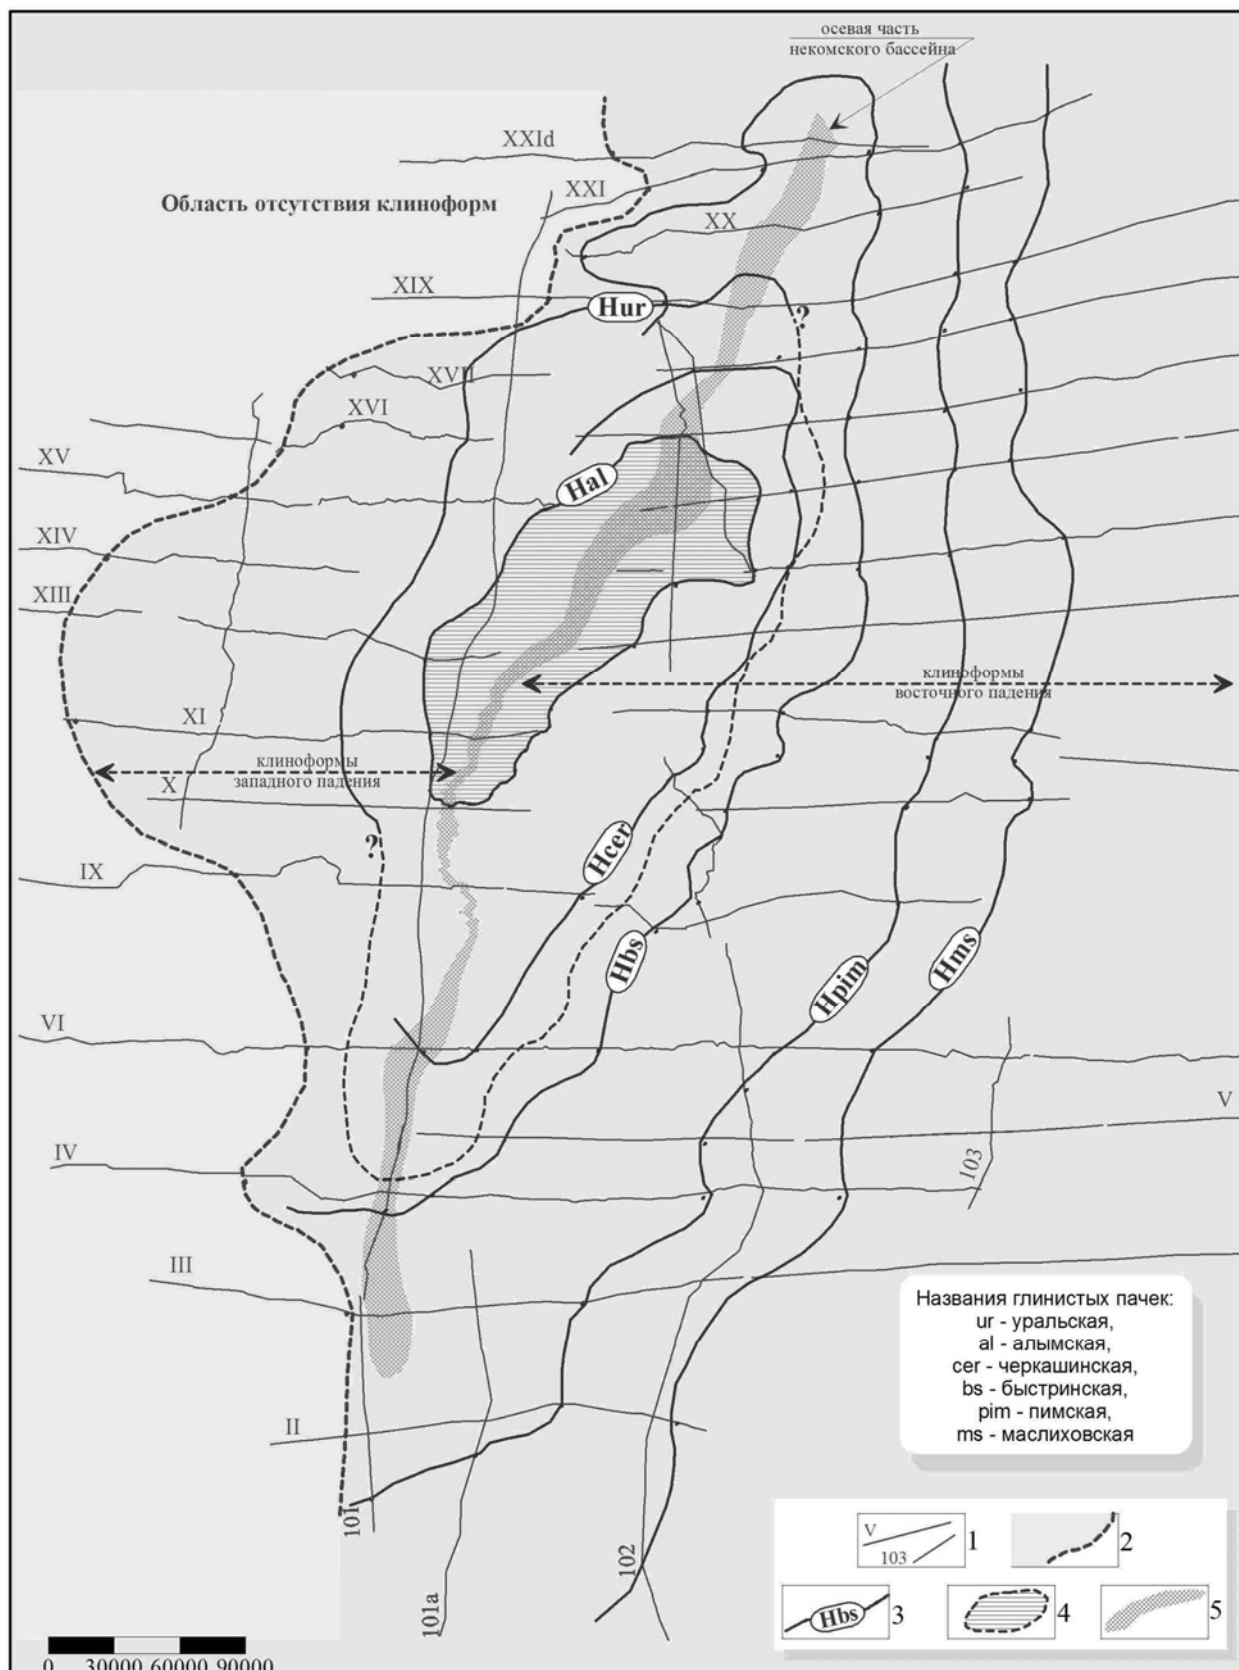 осевая часть
некомского бассейна
XXId
XXI
Область отсутствия клиноформ
XX
XIX
Hur
?
XVII
XVI
XV
Hal
XIV
XIII
клиноформы
восточного падения
XI
клиноформы
западного падения
X
?
Hcer
IX
Hbs
Hpim
Hms
VI
V
IV
103
III
Названия глинистых пачек:
ur - уральская,
al - алымская,
cer - черкашинская,
bs - быстринская,
pim - пимская,
ms - маслиховская
II
101
101a
102
V
103
1
2
Hbs
3
4
5
0 30000 60000 90000